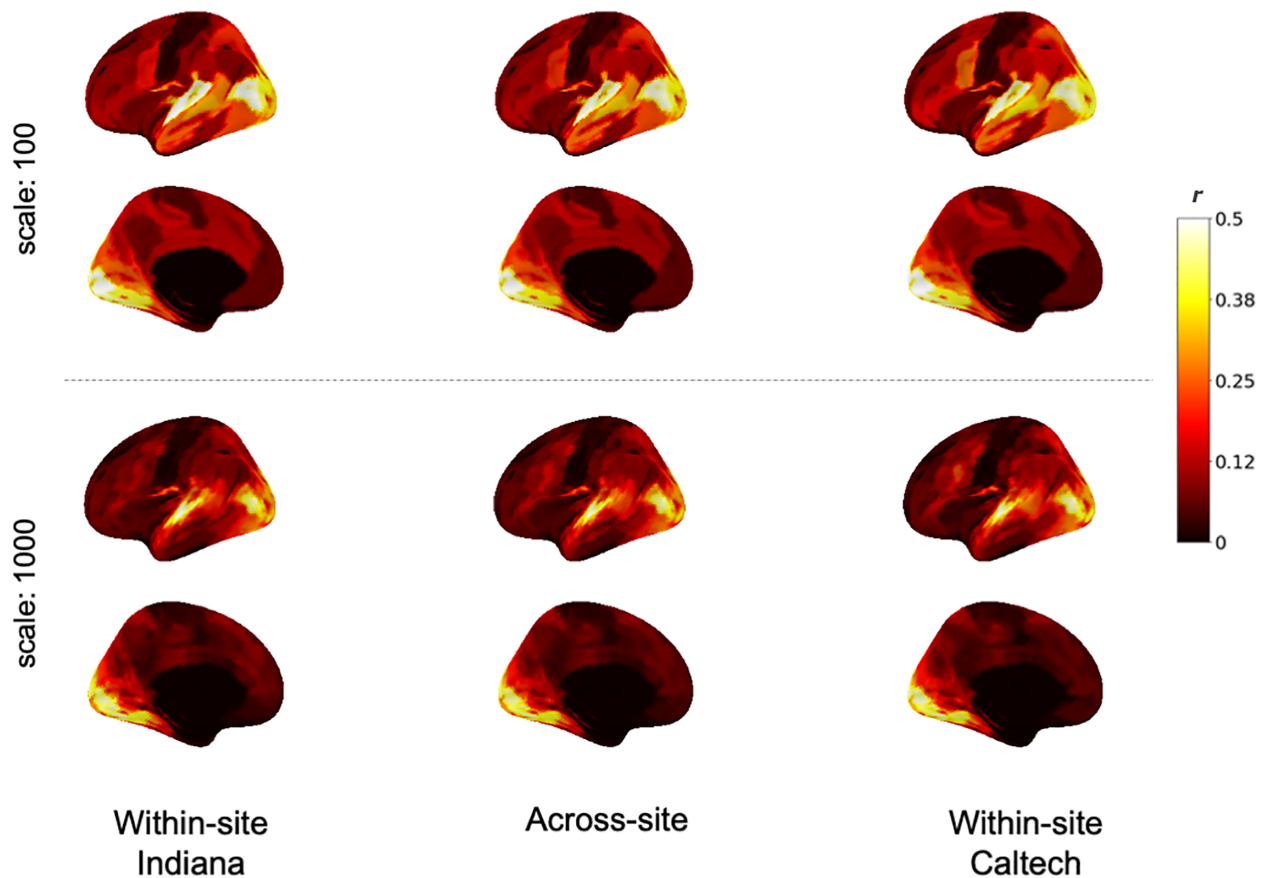 scale: 100
r
0.5
0.38
0.25
0.12
0
scale: 1000
Within-site
Indiana
Across-site
Within-site
Caltech